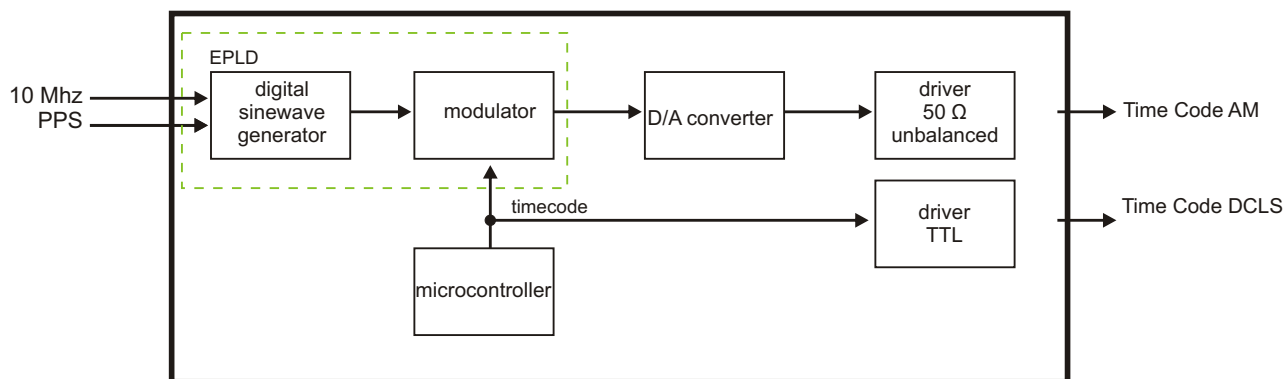 EPLD
10 Mhz
PPS
digital
sinewave
generator
modulator
D/A converter
driver
50 Ω
unbalanced
Time Code AM
timecode
driver
TTL
Time Code DCLS
microcontroller